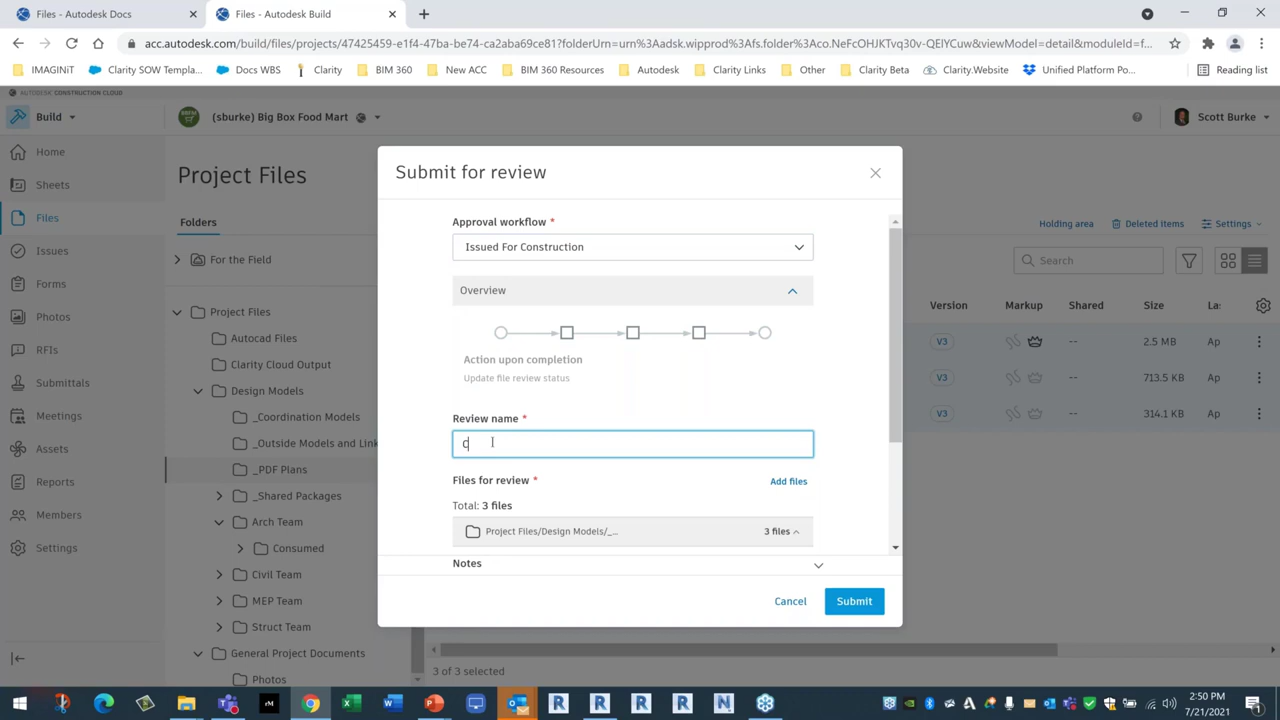 Files - Autodesk Docs
Files - Autodesk Build
acc.autodesk.com/build/files/projects/47425459-e1f4-47ba-be74-ca2aba69ce81?folderUrn=urn%3Aadsk.wipprod%3Afs.folder%3Aco.NeFcOHJKTvq30v-QEIYCuw&viewModel=detail&moduleId=f...
IMAGINiT
Clarity SOW Templa...
Docs WBS
Clarity
BIM 360
New ACC
BIM 360 Resources
Autodesk
Clarity Links
Other
Clarity Beta
Clarity.Website
Unified Platform Po...
Reading list
AUTODESK CONSTRUCTION CLOUD
Build
(sburke) Big Box Food Mart
Scott Burke
Home
Sheets
Files
Issues
Forms
Photos
RFIs
Submittals
Meetings
Assets
Reports
Members
Settings
Project Files
Folders
Holding area
Deleted items
Settings
For the Field
Search
Project Files
Autocad Files
Clarity Cloud Output
Design Models
_Coordination Models
_Outside Models and Link
_PDF Plans
_Shared Packages
Arch Team
Consumed
Civil Team
MEP Team
Struct Team
General Project Documents
Photos
Version Markup Shared Size La:
V3 -- 2.5 MB Ap
V3 -- 713.5 KB Ap
V3 -- 314.1 KB Ap
3 of 3 selected
Submit for review
Approval workflow *
Issued For Construction
Overview
Action upon completion
Update file review status
Review name *
C
Files for review *
Add files
Total: 3 files
Project Files/Design Models/_... 3 files
Notes
Cancel
Submit
2:50 PM
7/21/2021